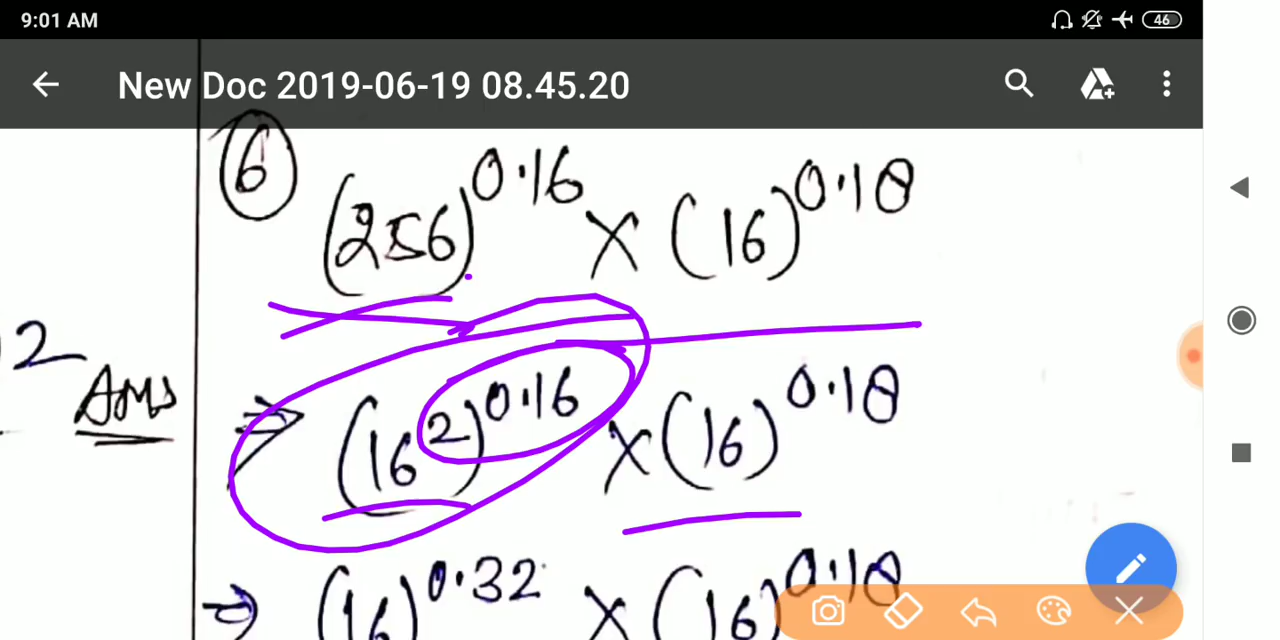 9:01 AM 46
New Doc 2019-06-19 08.45.20
6 (256)^0.16 × (16)^0.18
2 Ans
⇒ (16^2)^0.16 × (16)^0.18
⇒ (16)^0.32 × (16)^0.18